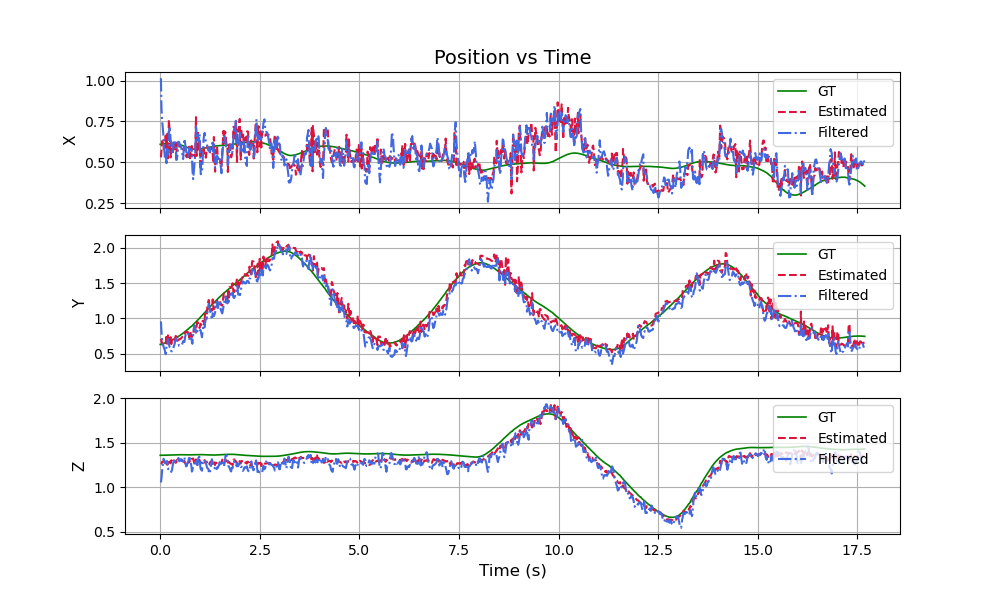 Position vs Time
1.00
0.75
0.50
0.25
X
GT
Estimated
Filtered
2.0
1.5
1.0
0.5
Y
GT
Estimated
Filtered
2.0
1.5
1.0
0.5
Z
GT
Estimated
Filtered
0.0 2.5 5.0 7.5 10.0 12.5 15.0 17.5
Time (s)